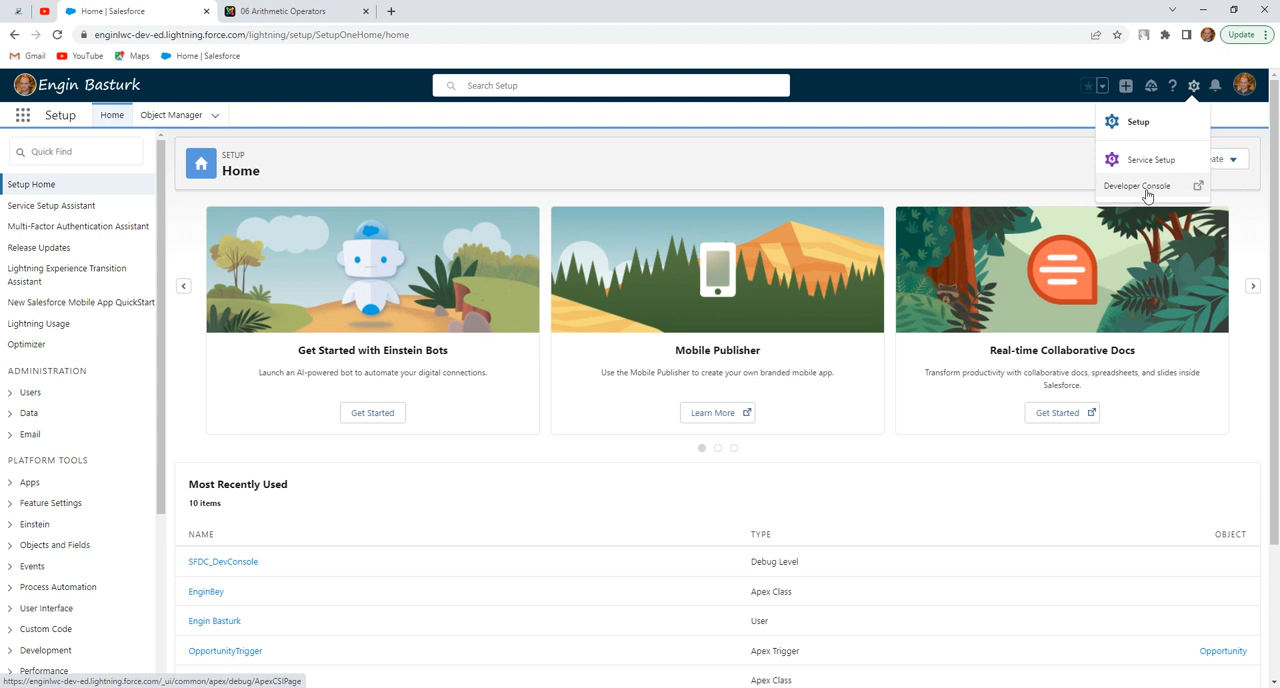 Home | Salesforce
06 Arithmetic Operators
enginlwc-dev-ed.lightning.force.com/lightning/setup/SetupOneHome/home
Update
Gmail
YouTube
Maps
Home | Salesforce
Engin Basturk
Search Setup
Setup
Home
Object Manager
Setup
Service Setup
Developer Console
eate
Quick Find
SETUP
Home
Setup Home
Service Setup Assistant
Multi-Factor Authentication Assistant
Release Updates
Lightning Experience Transition
Assistant
New Salesforce Mobile App QuickStart
Lightning Usage
Optimizer
ADMINISTRATION
Users
Data
Email
PLATFORM TOOLS
Apps
Feature Settings
Einstein
Objects and Fields
Events
Process Automation
User Interface
Custom Code
Development
Performance
Get Started with Einstein Bots
Launch an AI-powered bot to automate your digital connections.
Get Started
Mobile Publisher
Use the Mobile Publisher to create your own branded mobile app.
Learn More
Real-time Collaborative Docs
Transform productivity with collaborative docs, spreadsheets, and slides inside
Salesforce.
Get Started
Most Recently Used
10 items
NAME TYPE OBJECT
SFDC_DevConsole Debug Level
EnginBey Apex Class
Engin Basturk User
OpportunityTrigger Apex Trigger Opportunity
Apex Class
https://enginlwc-dev-ed.lightning.force.com/_ui/common/apex/debug/ApexCSIPage